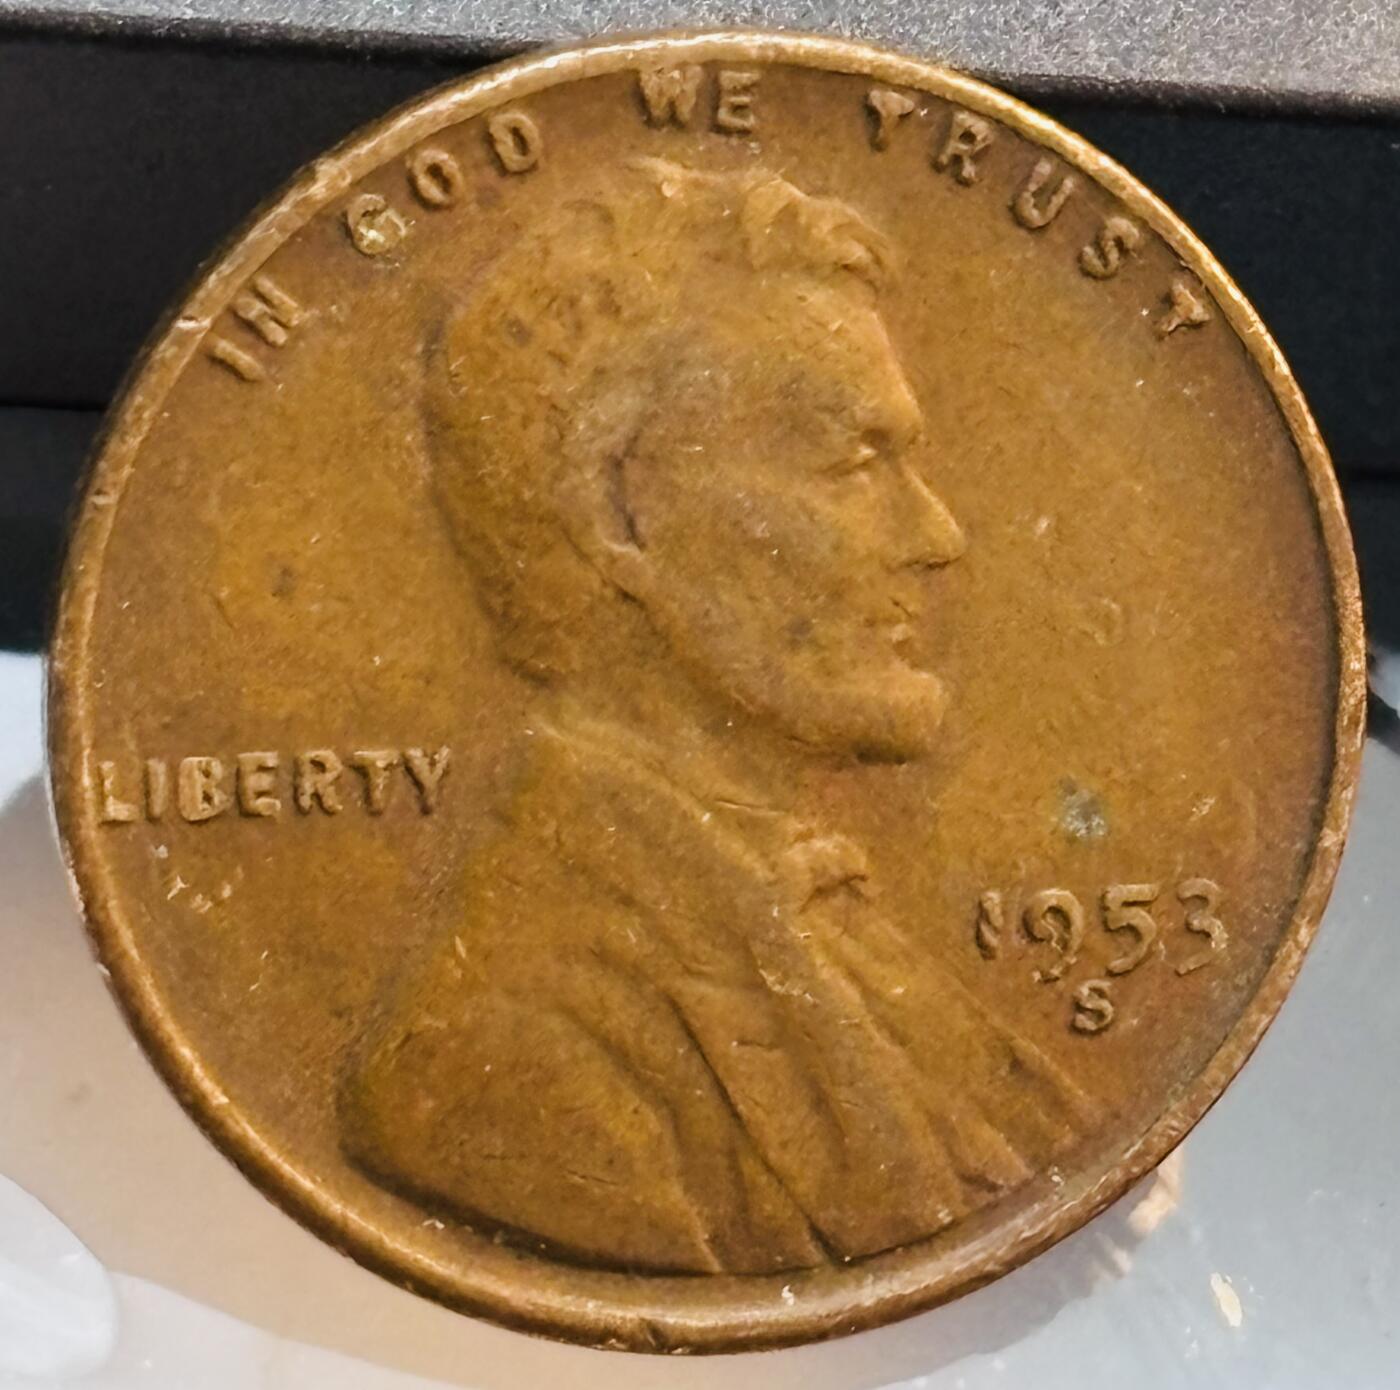 IN GOD WE TRUST
LIBERTY
1953
S